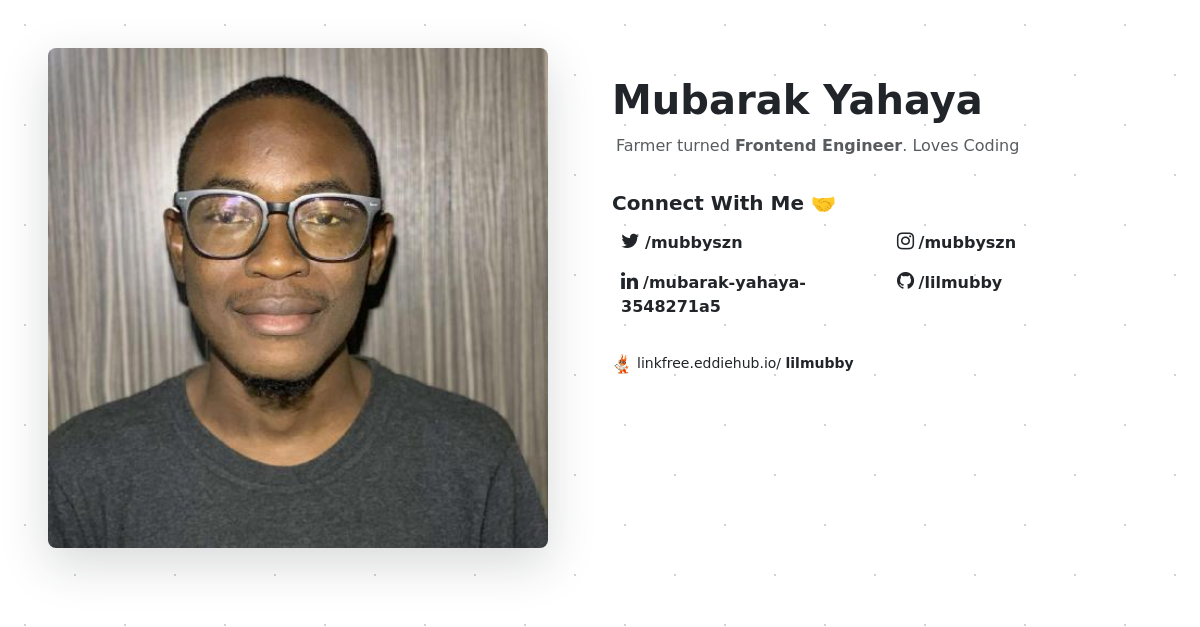 Mubarak Yahaya
Farmer turned Frontend Engineer. Loves Coding
Connect With Me 🤝
/mubbyszn
/mubbyszn
/mubarak-yahaya-
3548271a5
/lilmubby
linkfree.eddiehub.io/ lilmubby